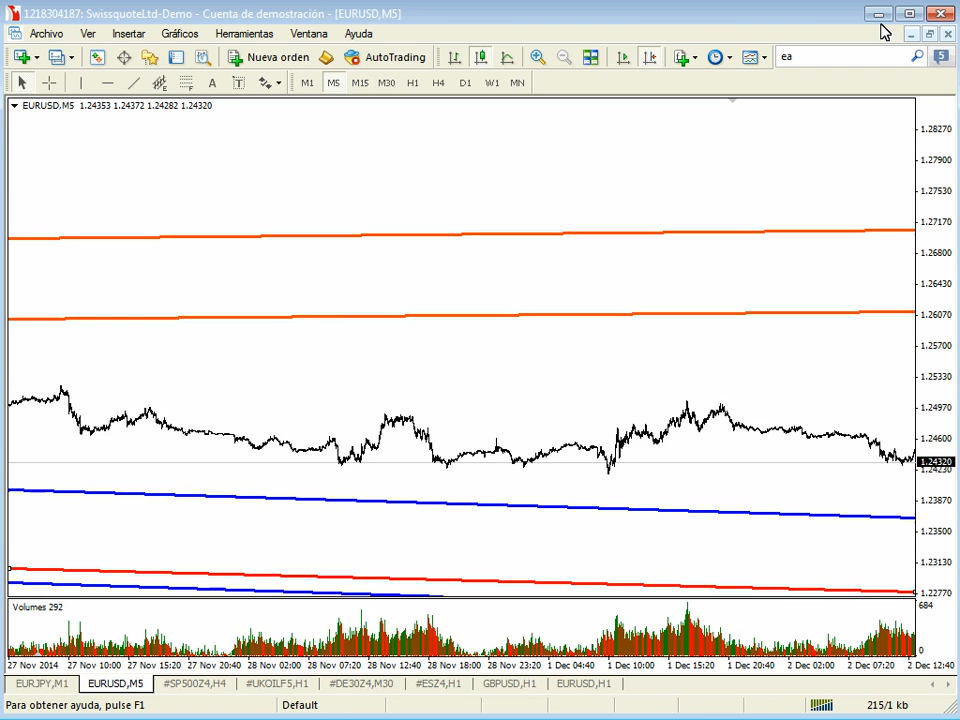 1218304187: SwissquoteLtd-Demo - Cuenta de demostración - [EURUSD,M5]
Archivo Ver Insertar Gráficos Herramientas Ventana Ayuda
Nueva orden AutoTrading ea 5
A T M1 M5 M15 M30 H1 H4 D1 W1 MN
EURUSD,M5 1.24353 1.24372 1.24282 1.24320
1.28270
1.27900
1.27530
1.27170
1.26800
1.26430
1.26070
1.25700
1.25330
1.24970
1.24600
1.24320
1.24230
1.23870
1.23500
1.23130
1.22770
Volumes 292
684
0
27 Nov 2014 27 Nov 10:00 27 Nov 15:20 27 Nov 20:40 28 Nov 02:00 28 Nov 07:20 28 Nov 12:40 28 Nov 18:00 28 Nov 23:20 1 Dec 04:40 1 Dec 10:00 1 Dec 15:20 1 Dec 20:40 2 Dec 02:00 2 Dec 07:20 2 Dec 12:40
EURJPY,M1 EURUSD,M5 #SP500Z4,H4 #UKOILF5,H1 #DE30Z4,M30 #ESZ4,H1 GBPUSD,H1 EURUSD,H1
Para obtener ayuda, pulse F1 Default 215/1 kb